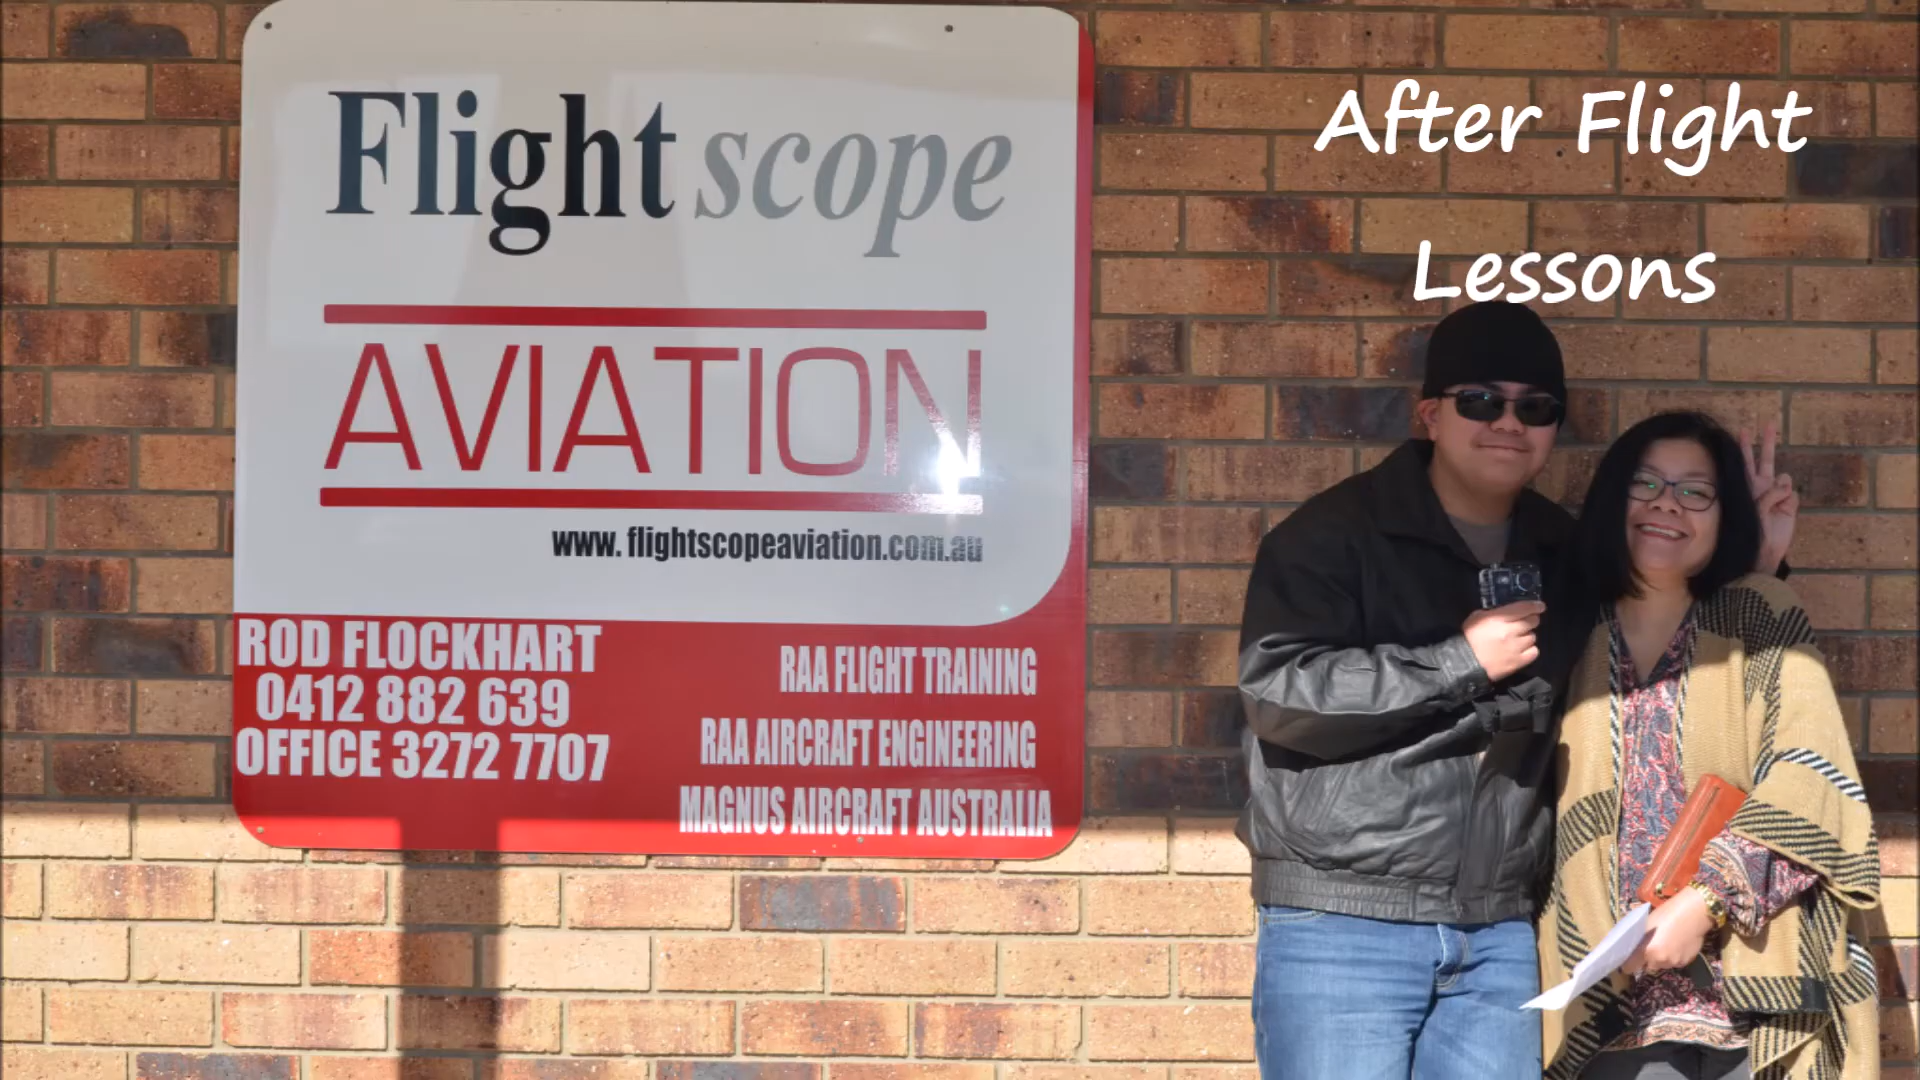 Flight scope
AVIATION
www. flightscopeaviation.com.au
ROD FLOCKHART
0412 882 639
OFFICE 3272 7707
RAA FLIGHT TRAINING
RAA AIRCRAFT ENGINEERING
MAGNUS AIRCRAFT AUSTRALIA
After Flight
Lessons